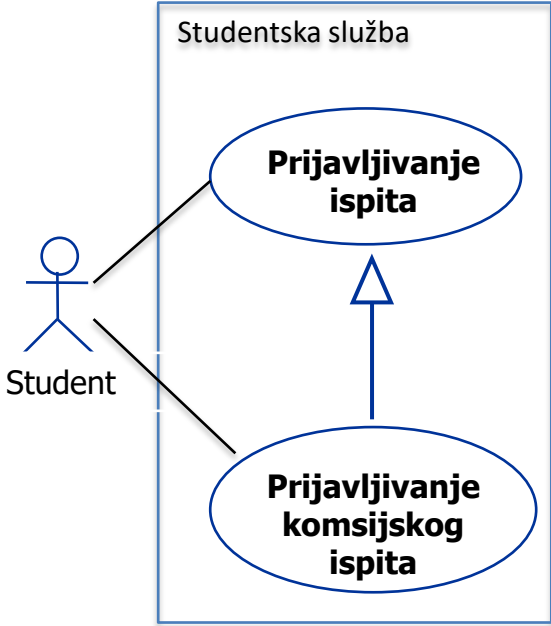 Studentska služba
Prijavljivanje
ispita
Student
Prijavljivanje
komsijskog
ispita